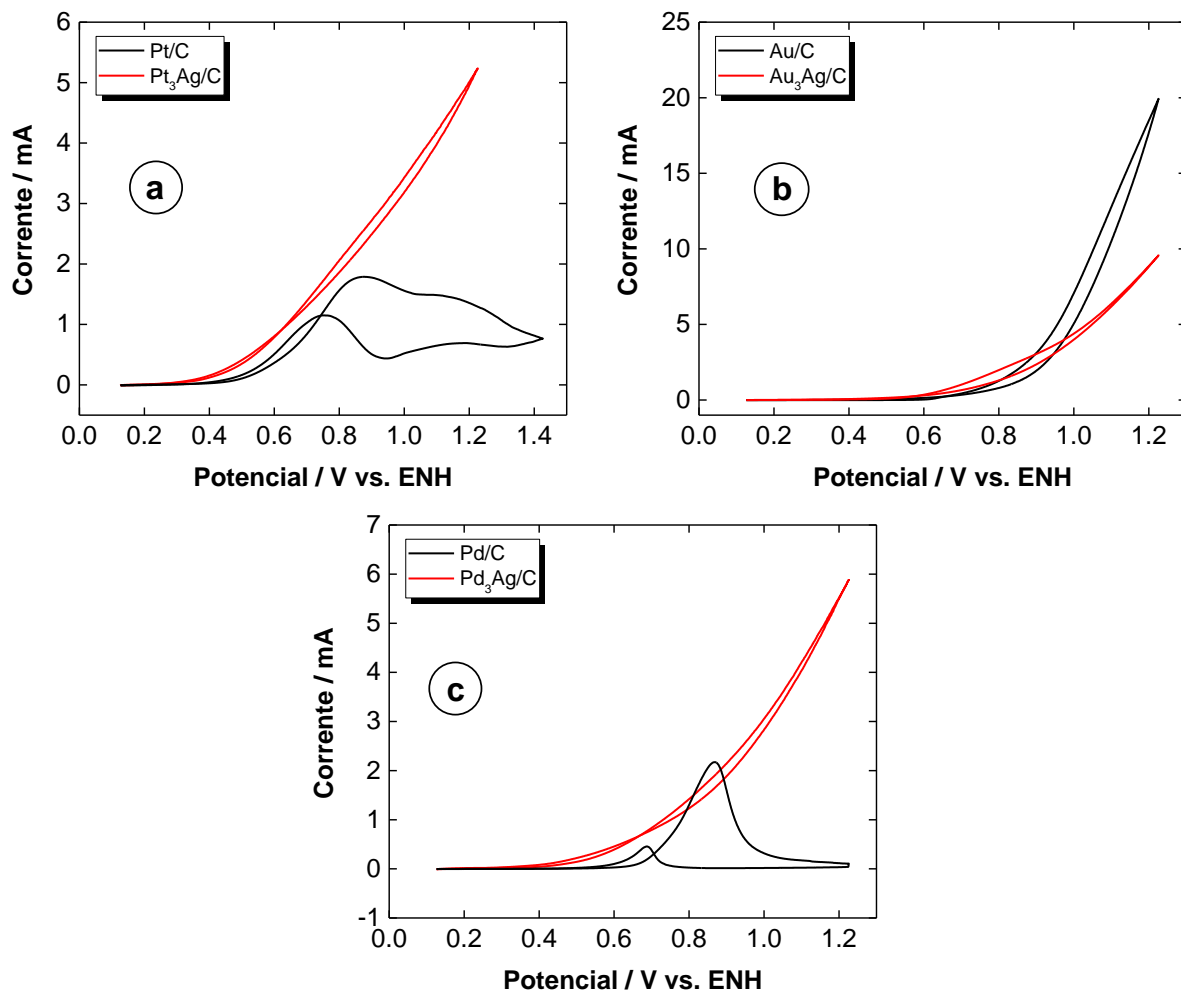 6
5
4
3
2
1
0
Corrente / mA
Pt/C
Pt₃Ag/C
a
0.0 0.2 0.4 0.6 0.8 1.0 1.2 1.4
Potencial / V vs. ENH
25
20
15
10
5
0
Corrente / mA
Au/C
Au₃Ag/C
b
0.0 0.2 0.4 0.6 0.8 1.0 1.2
Potencial / V vs. ENH
7
6
5
4
3
2
1
0
-1
Corrente / mA
Pd/C
Pd₃Ag/C
c
0.0 0.2 0.4 0.6 0.8 1.0 1.2
Potencial / V vs. ENH